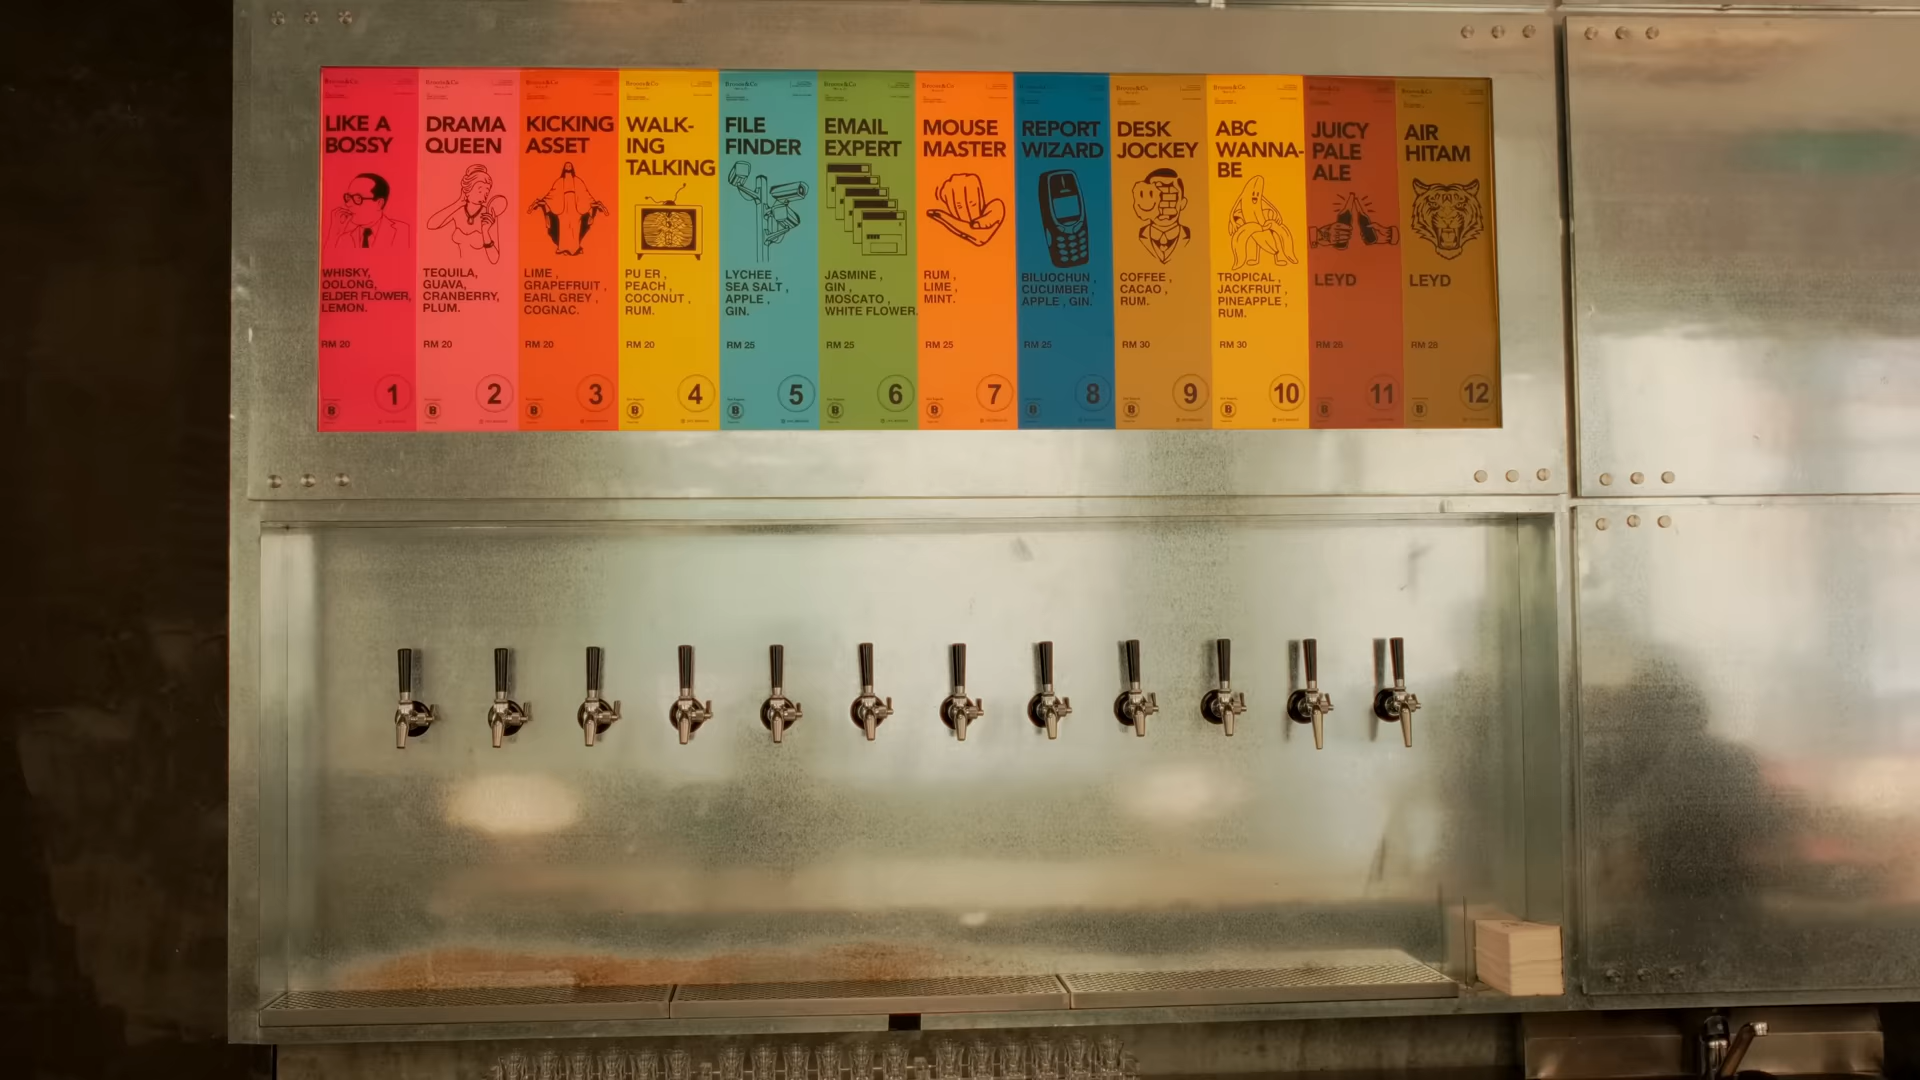 LIKE A
BOSSY
WHISKY,
OOLONG,
ELDER FLOWER,
LEMON.
RM 20
1
B
DRAMA
QUEEN
TEQUILA,
GUAVA,
CRANBERRY,
PLUM.
RM 20
2
B
KICKING
ASSET
LIME ,
GRAPEFRUIT ,
EARL GREY ,
COGNAC.
RM 20
3
B
WALK-
ING
TALKING
PU ER ,
PEACH ,
COCONUT ,
RUM.
RM 20
4
B
FILE
FINDER
LYCHEE ,
SEA SALT ,
APPLE ,
GIN.
RM 25
5
B
EMAIL
EXPERT
JASMINE ,
GIN ,
MOSCATO ,
WHITE FLOWER.
RM 25
6
B
MOUSE
MASTER
RUM ,
LIME ,
MINT.
RM 25
7
B
REPORT
WIZARD
BILUOCHUN ,
CUCUMBER ,
APPLE , GIN.
RM 25
8
B
DESK
JOCKEY
COFFEE ,
CACAO ,
RUM.
RM 30
9
B
ABC
WANNA-
BE
TROPICAL ,
JACKFRUIT ,
PINEAPPLE ,
RUM.
RM 30
10
B
JUICY
PALE
ALE
LEYD
RM 28
11
B
AIR
HITAM
LEYD
RM 28
12
B